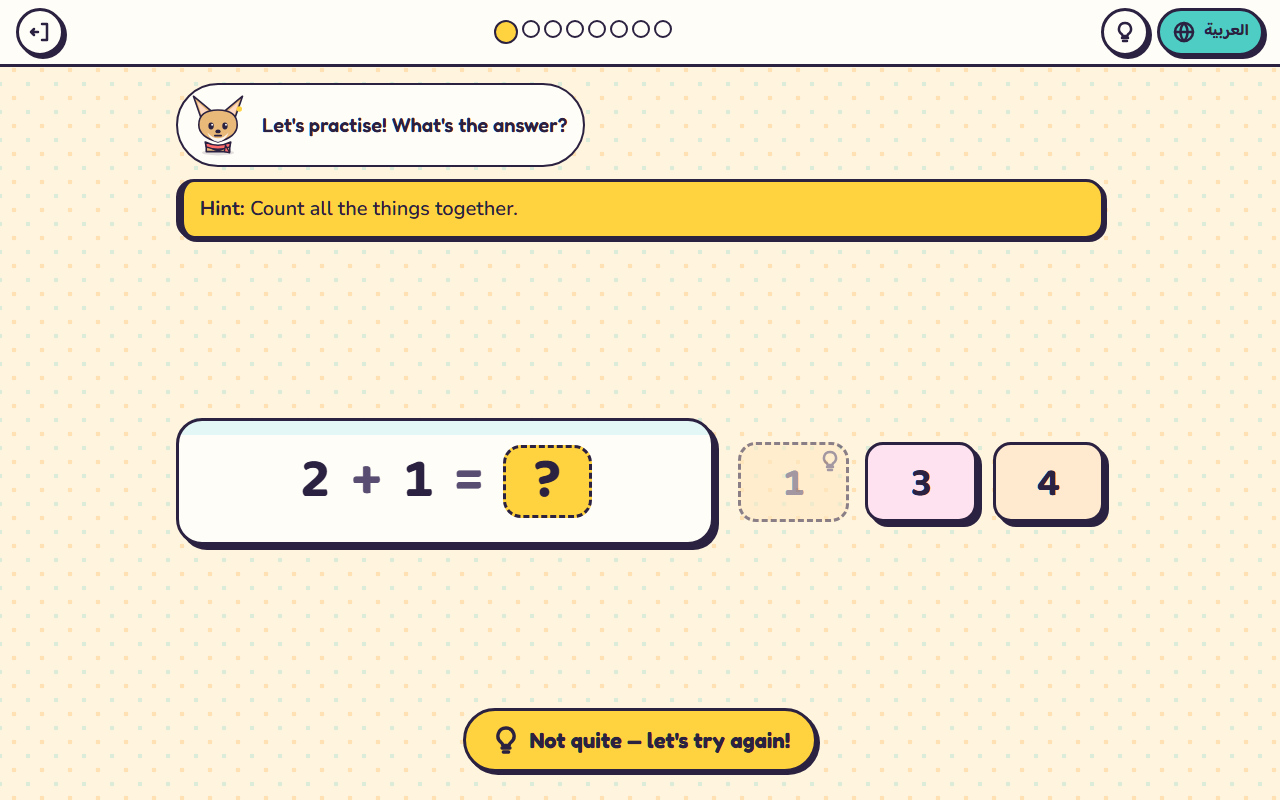 العربية
Let's practise! What's the answer?
Hint: Count all the things together.
2 + 1 = ?
1
3
4
Not quite – let's try again!